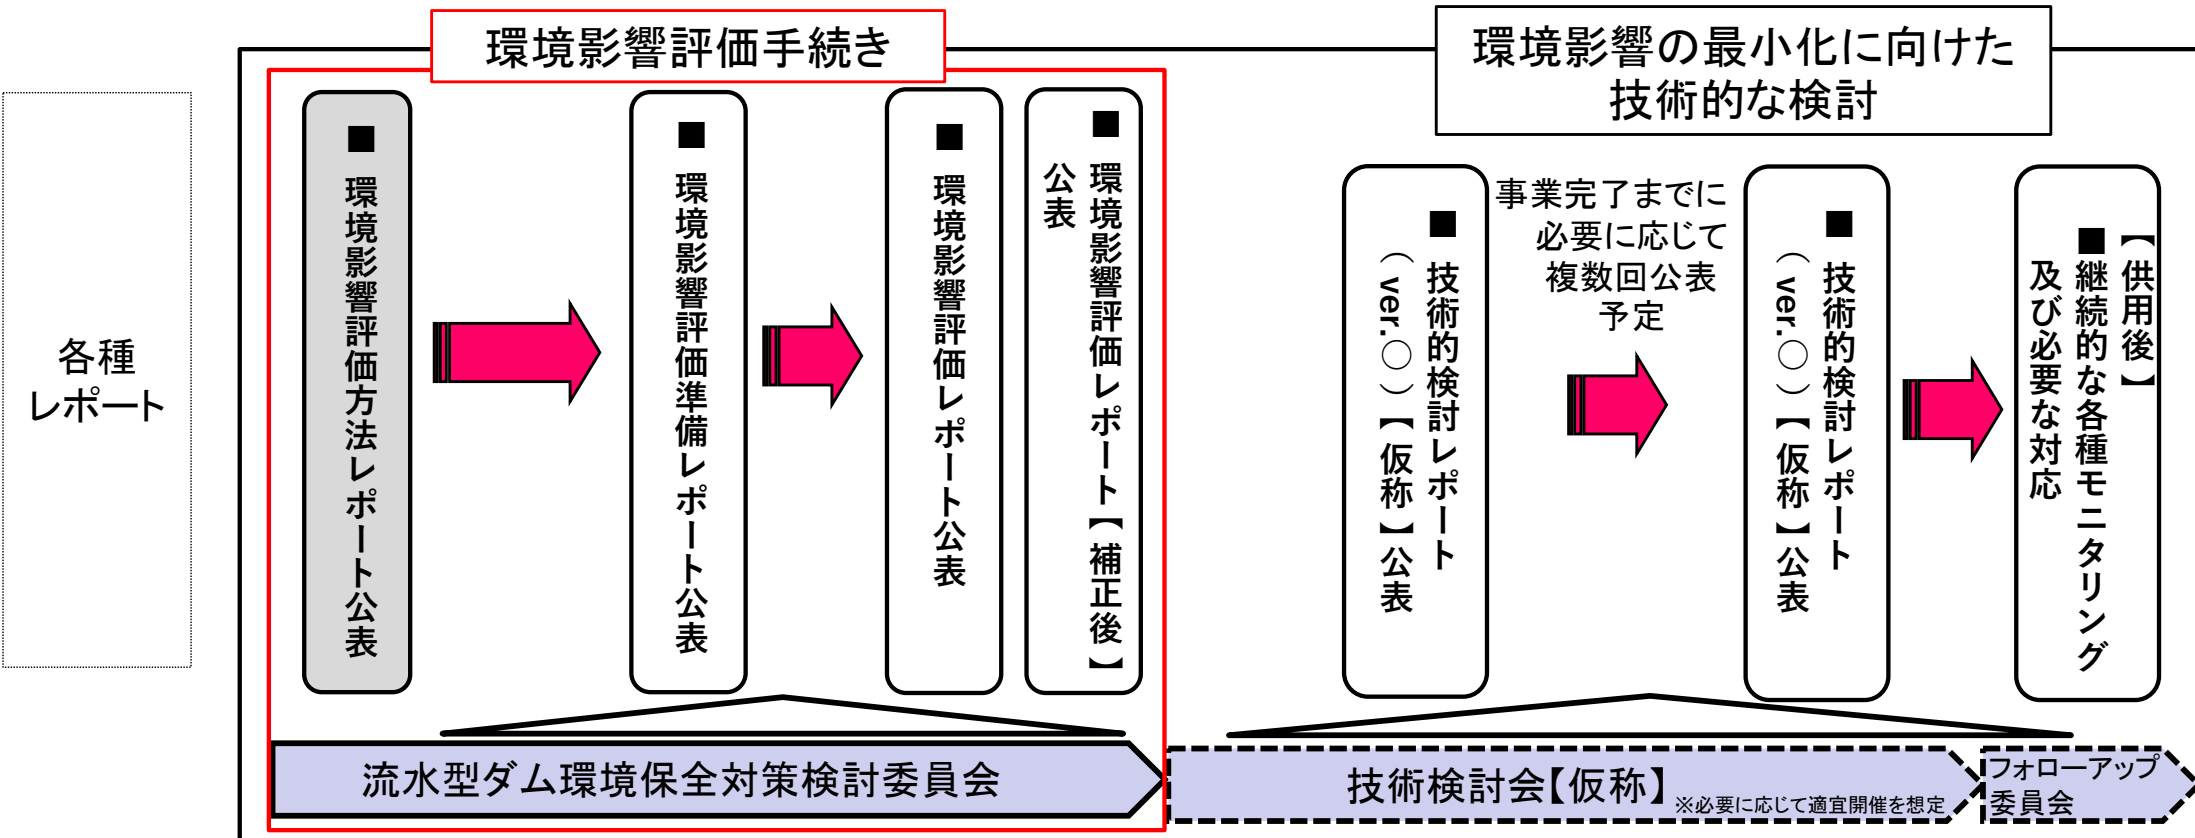 環境影響評価手続き
環境影響の最小化に向けた
技術的な検討
各種
レポート
■ 環境影響評価方法レポート公表
■ 環境影響評価準備レポート公表
■ 環境影響評価レポート公表
■ 環境影響評価レポート【補正後】
公表
■ 技術的検討レポート
（ver.○）【仮称】公表
事業完了までに
必要に応じて
複数回公表
予定
■ 技術的検討レポート
（ver.○）【仮称】公表
【供用後】
■継続的な各種モニタリング
及び必要な対応
流水型ダム環境保全対策検討委員会
技術検討会【仮称】
※必要に応じて適宜開催を想定
フォローアップ
委員会